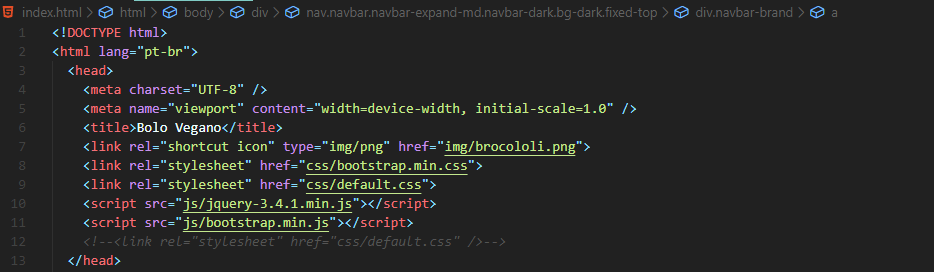 index.html > html > body > div > nav.navbar.navbar-expand-md.navbar-dark.bg-dark.fixed-top > div.navbar-brand > a
1 <!DOCTYPE html>
2 <html lang="pt-br">
3 <head>
4 <meta charset="UTF-8" />
5 <meta name="viewport" content="width=device-width, initial-scale=1.0" />
6 <title>Bolo Vegano</title>
7 <link rel="shortcut icon" type="img/png" href="img/brocololi.png">
8 <link rel="stylesheet" href="css/bootstrap.min.css">
9 <link rel="stylesheet" href="css/default.css">
10 <script src="js/jquery-3.4.1.min.js"></script>
11 <script src="js/bootstrap.min.js"></script>
12 <!--<link rel="stylesheet" href="css/default.css" />-->
13 </head>